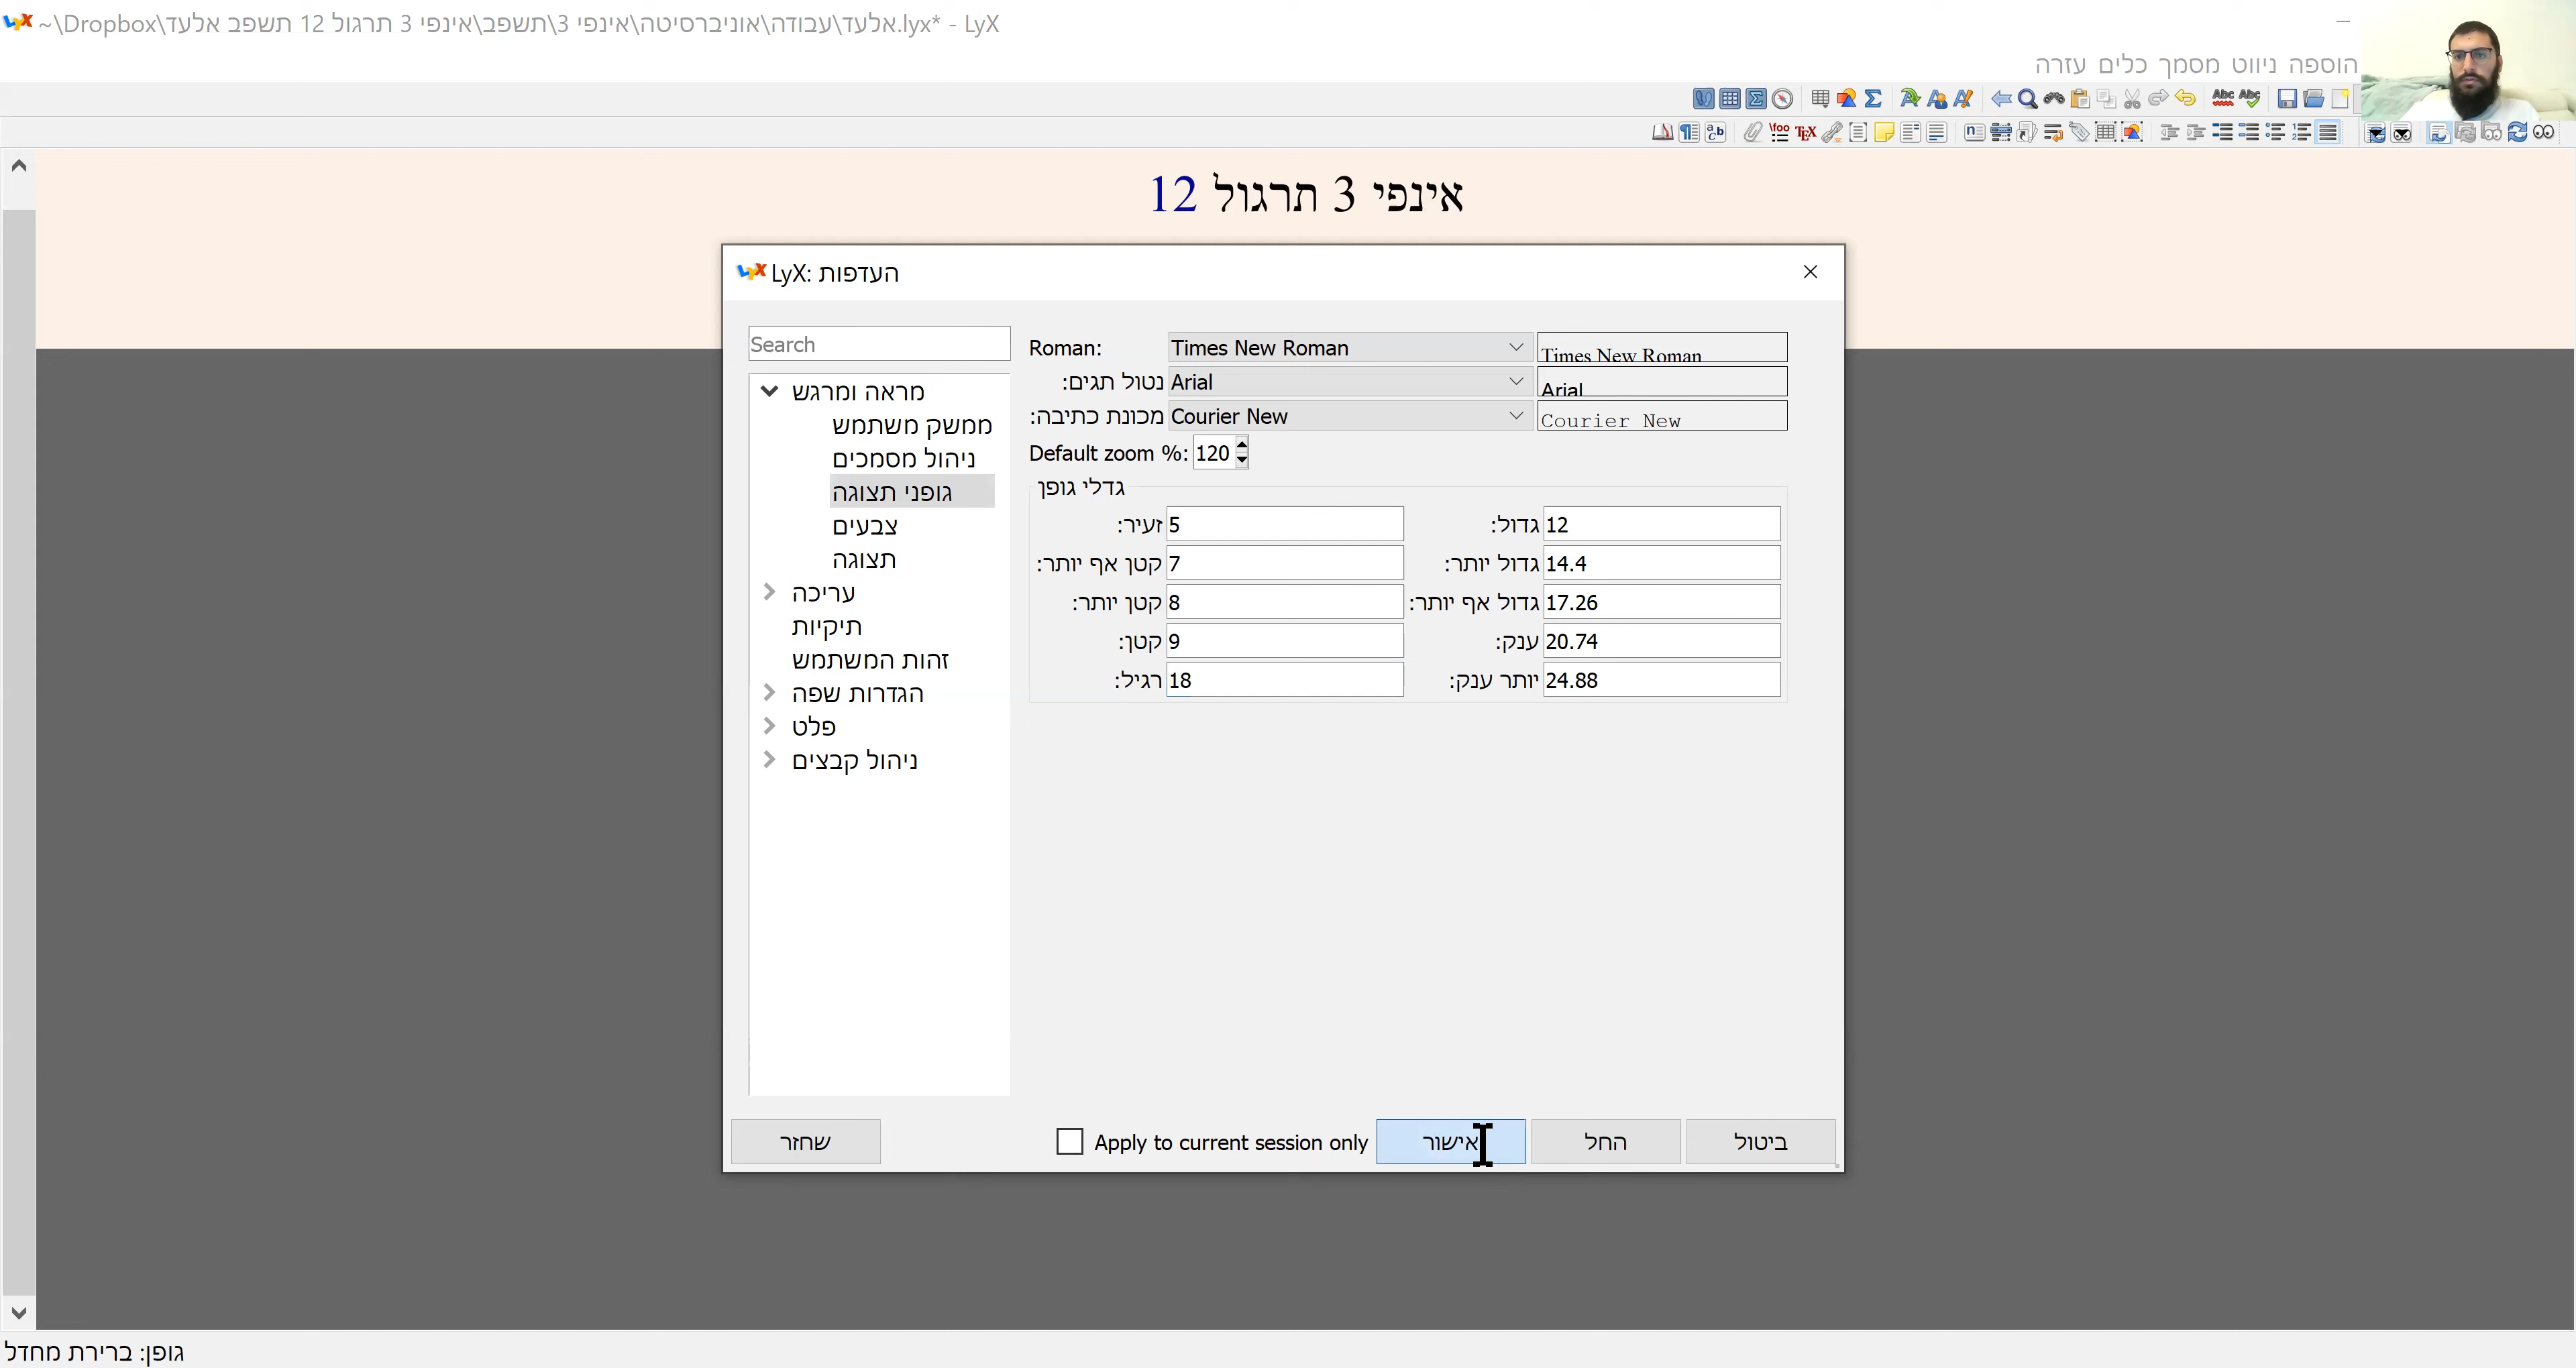 ~\Dropbox\אלעד\עבודה\אוניברסיטה\אינפי 3\תשפב\אינפי 3 תרגול 12 תשפב אלעד.lyx* - LyX
הוספה ניווט מסמך כלים עזרה
אינפי 3 תרגול 12
LyX: העדפות
Search
מראה ומרגש
ממשק משתמש
ניהול מסמכים
גופני תצוגה
צבעים
תצוגה
עריכה
תיקיות
זהות המשתמש
הגדרות שפה
פלט
ניהול קבצים
Roman: Times New Roman Times New Roman
נטול תגים: Arial Arial
מכונת כתיבה: Courier New Courier New
Default zoom %: 120
גדלי גופן
זעיר: 5 גדול: 12
קטן אף יותר: 7 גדול יותר: 14.4
קטן יותר: 8 גדול אף יותר: 17.26
קטן: 9 ענק: 20.74
רגיל: 18 יותר ענק: 24.88
שחזר Apply to current session only אישור החל ביטול
גופן: ברירת מחדל